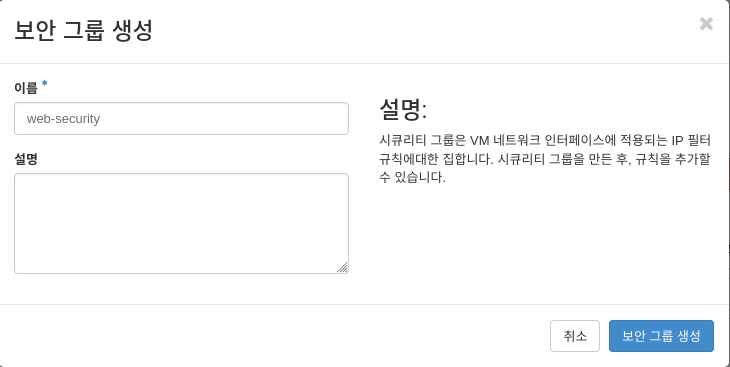 보안 그룹 생성
×
이름 *
web-security
설명
설명:
시큐리티 그룹은 VM 네트워크 인터페이스에 적용되는 IP 필터
규칙에대한 집합니다. 시큐리티 그룹을 만든 후, 규칙을 추가할
수 있습니다.
취소
보안 그룹 생성